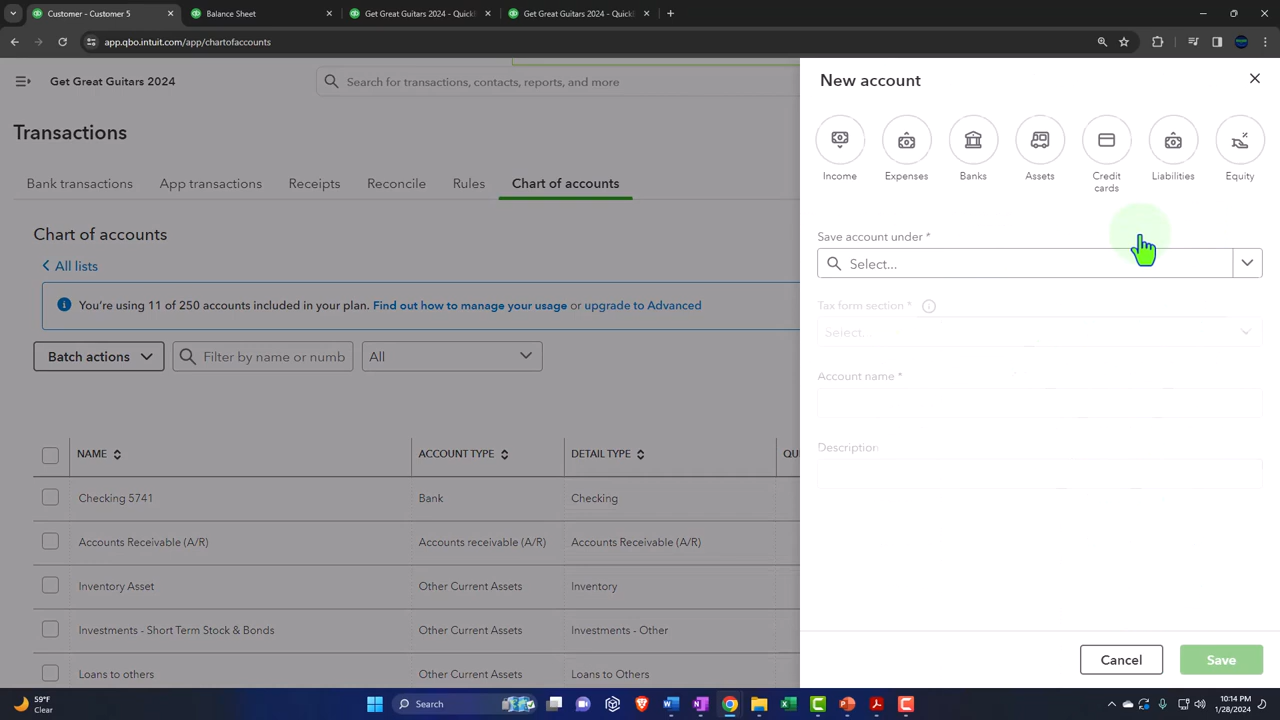 Customer - Customer 5
Balance Sheet
Get Great Guitars 2024 - Quick
Get Great Guitars 2024 - Quick
app.qbo.intuit.com/app/chartofaccounts
Get Great Guitars 2024
Search for transactions, contacts, reports, and more
Transactions
Bank transactions
App transactions
Receipts
Reconcile
Rules
Chart of accounts
Chart of accounts
All lists
You're using 11 of 250 accounts included in your plan. Find out how to manage your usage or upgrade to Advanced
Batch actions
Filter by name or numb
All
NAME
ACCOUNT TYPE
DETAIL TYPE
QU
Checking 5741
Bank
Checking
Accounts Receivable (A/R)
Accounts receivable (A/R)
Accounts Receivable (A/R)
Inventory Asset
Other Current Assets
Inventory
Investments - Short Term Stock & Bonds
Other Current Assets
Investments - Other
Loans to others
Other Current Assets
Loans to Others
New account
Income
Expenses
Banks
Assets
Credit
cards
Liabilities
Equity
Save account under *
Select...
Tax form section *
Select.
Account name *
Description
Cancel
Save
59°F
Clear
Search
10:14 PM
1/28/2024